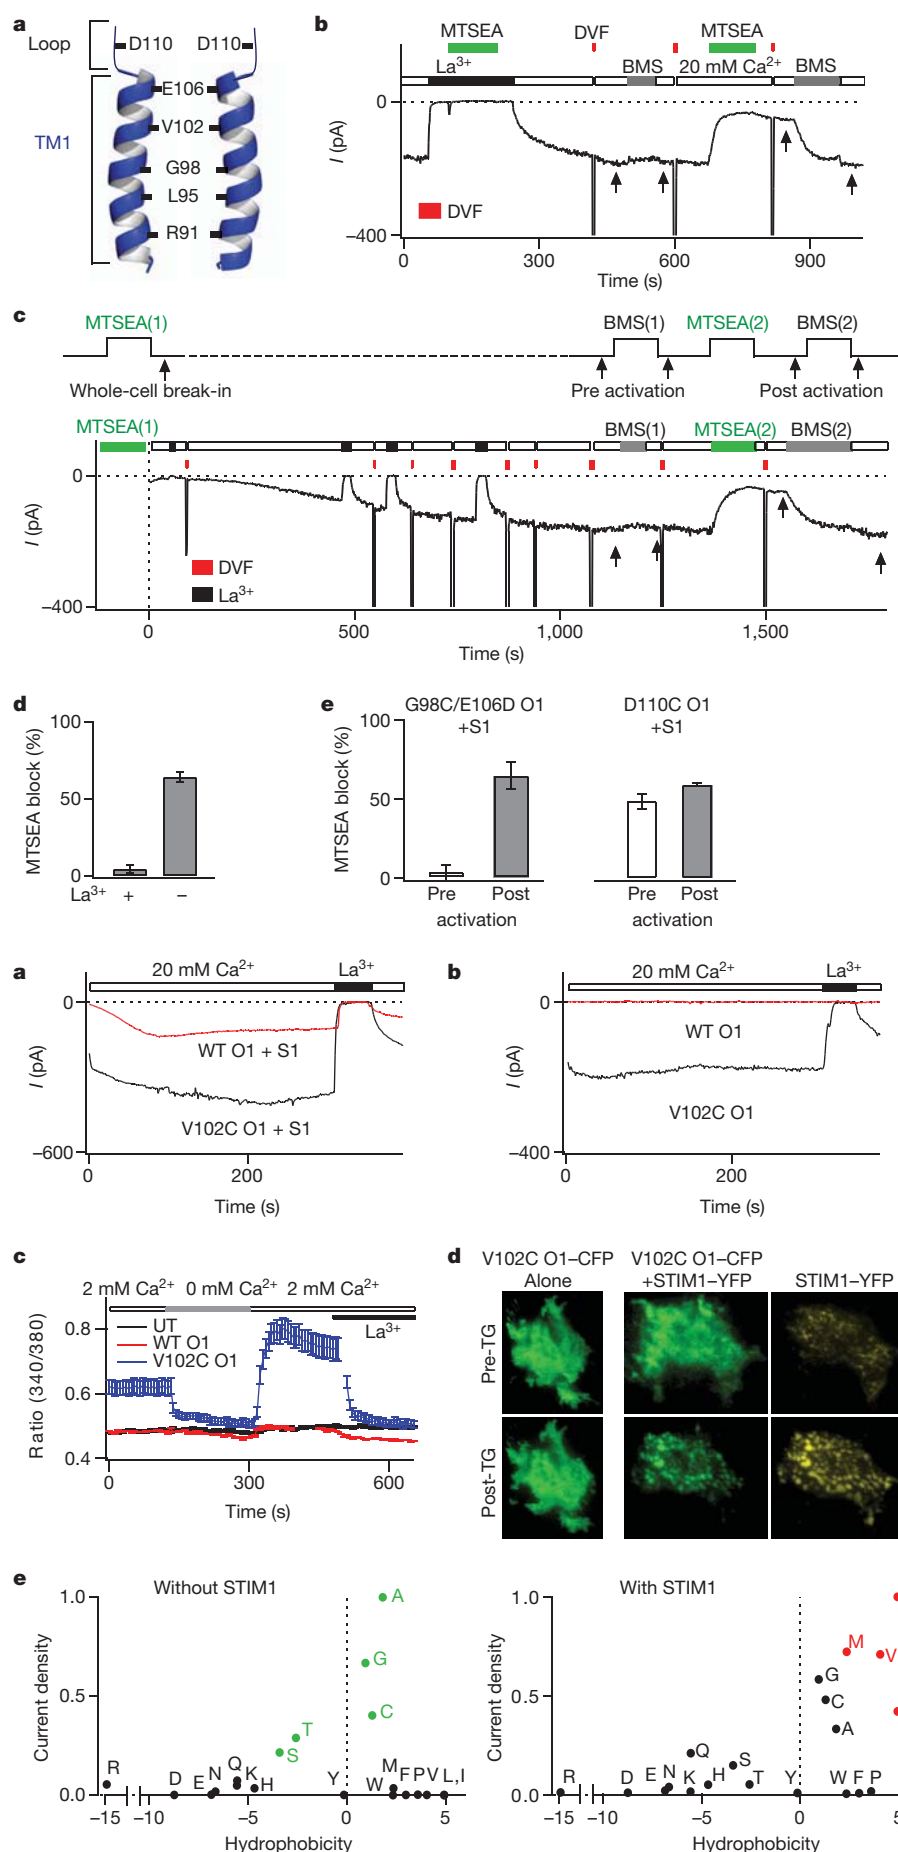 a
Loop
D110 D110
E106
V102
TM1
G98
L95
R91
b
MTSEA DVF MTSEA
La³⁺ BMS 20 mM Ca²⁺ BMS
0
I (pA)
DVF
−400
0 300 600 900
Time (s)
c
MTSEA(1) BMS(1) MTSEA(2) BMS(2)
Whole-cell break-in Pre activation Post activation
MTSEA(1) BMS(1) MTSEA(2) BMS(2)
0
I (pA)
DVF
La³⁺
−400
0 500 1,000 1,500
Time (s)
d
MTSEA block (%)
100
50
0
La³⁺ + −
e
G98C/E106D O1
+S1
D110C O1
+S1
MTSEA block (%)
100
50
0
Pre Post
activation
Pre Post
activation
a
20 mM Ca²⁺ La³⁺
0
WT O1 + S1
I (pA)
V102C O1 + S1
−600
0 200
Time (s)
b
20 mM Ca²⁺ La³⁺
0
WT O1
I (pA)
V102C O1
−400
0 200
Time (s)
c
2 mM Ca²⁺ 0 mM Ca²⁺ 2 mM Ca²⁺
La³⁺
UT
WT O1
V102C O1
Ratio (340/380)
0.8
0.6
0.4
0 300 600
Time (s)
d
V102C O1–CFP
Alone
V102C O1–CFP
+STIM1–YFP
STIM1–YFP
Pre-TG
Post-TG
e
Without STIM1
Current density
1.0
0.5
0.0
A
G
C
T
S
R D E N Q K H Y W M F P V L,I
−15 −10 −5 0 5
Hydrophobicity
With STIM1
Current density
1.0
0.5
0.0
M
V
G
C
A
R D E N Q K H S T Y W F P
−15 −10 −5 0 5
Hydrophobicity